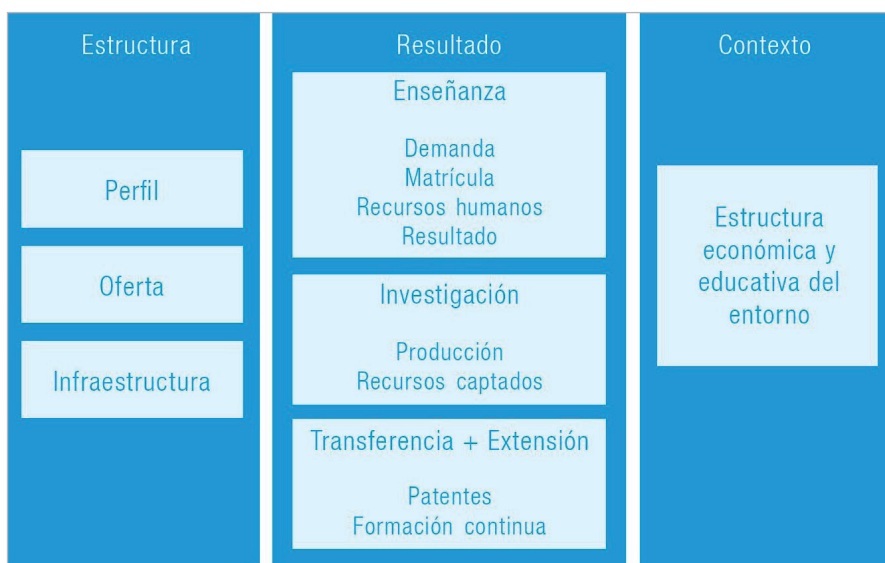 Estructura
Perfil
Oferta
Infraestructura
Resultado
Enseñanza
Demanda
Matrícula
Recursos humanos
Resultado
Investigación
Producción
Recursos captados
Transferencia + Extensión
Patentes
Formación continua
Contexto
Estructura
económica y
educativa del
entorno